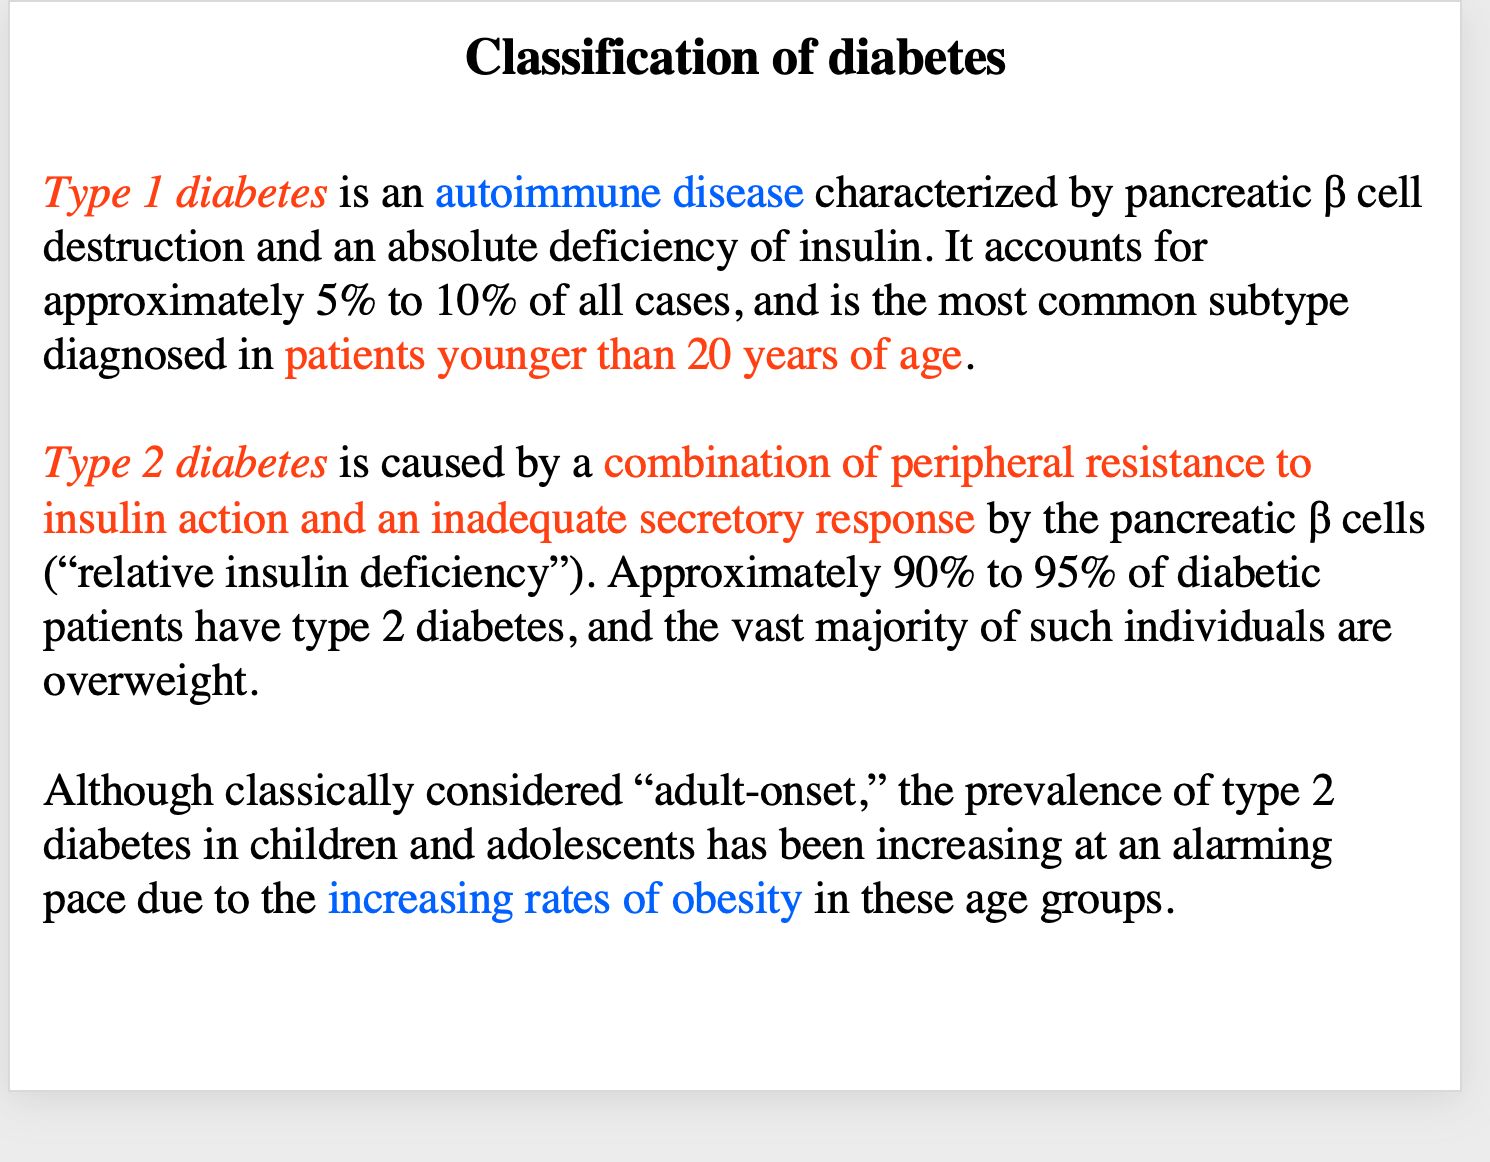 Classification of diabetes
Type 1 diabetes is an autoimmune disease characterized by pancreatic β cell
destruction and an absolute deficiency of insulin. It accounts for
approximately 5% to 10% of all cases, and is the most common subtype
diagnosed in patients younger than 20 years of age.
Type 2 diabetes is caused by a combination of peripheral resistance to
insulin action and an inadequate secretory response by the pancreatic β cells
(“relative insulin deficiency”). Approximately 90% to 95% of diabetic
patients have type 2 diabetes, and the vast majority of such individuals are
overweight.
Although classically considered “adult-onset,” the prevalence of type 2
diabetes in children and adolescents has been increasing at an alarming
pace due to the increasing rates of obesity in these age groups.